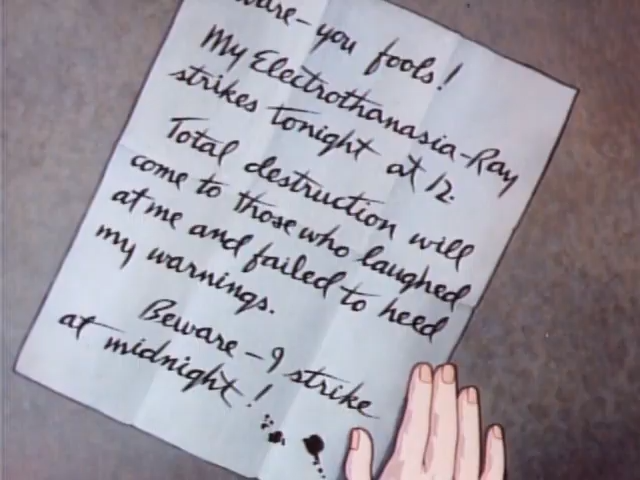 ware-you fools!
My Electrothanasia-Ray
strikes tonight at 12.
Total destruction will
come to those who laughed
at me and failed to heed
my warnings.
Beware-I strike
at midnight!